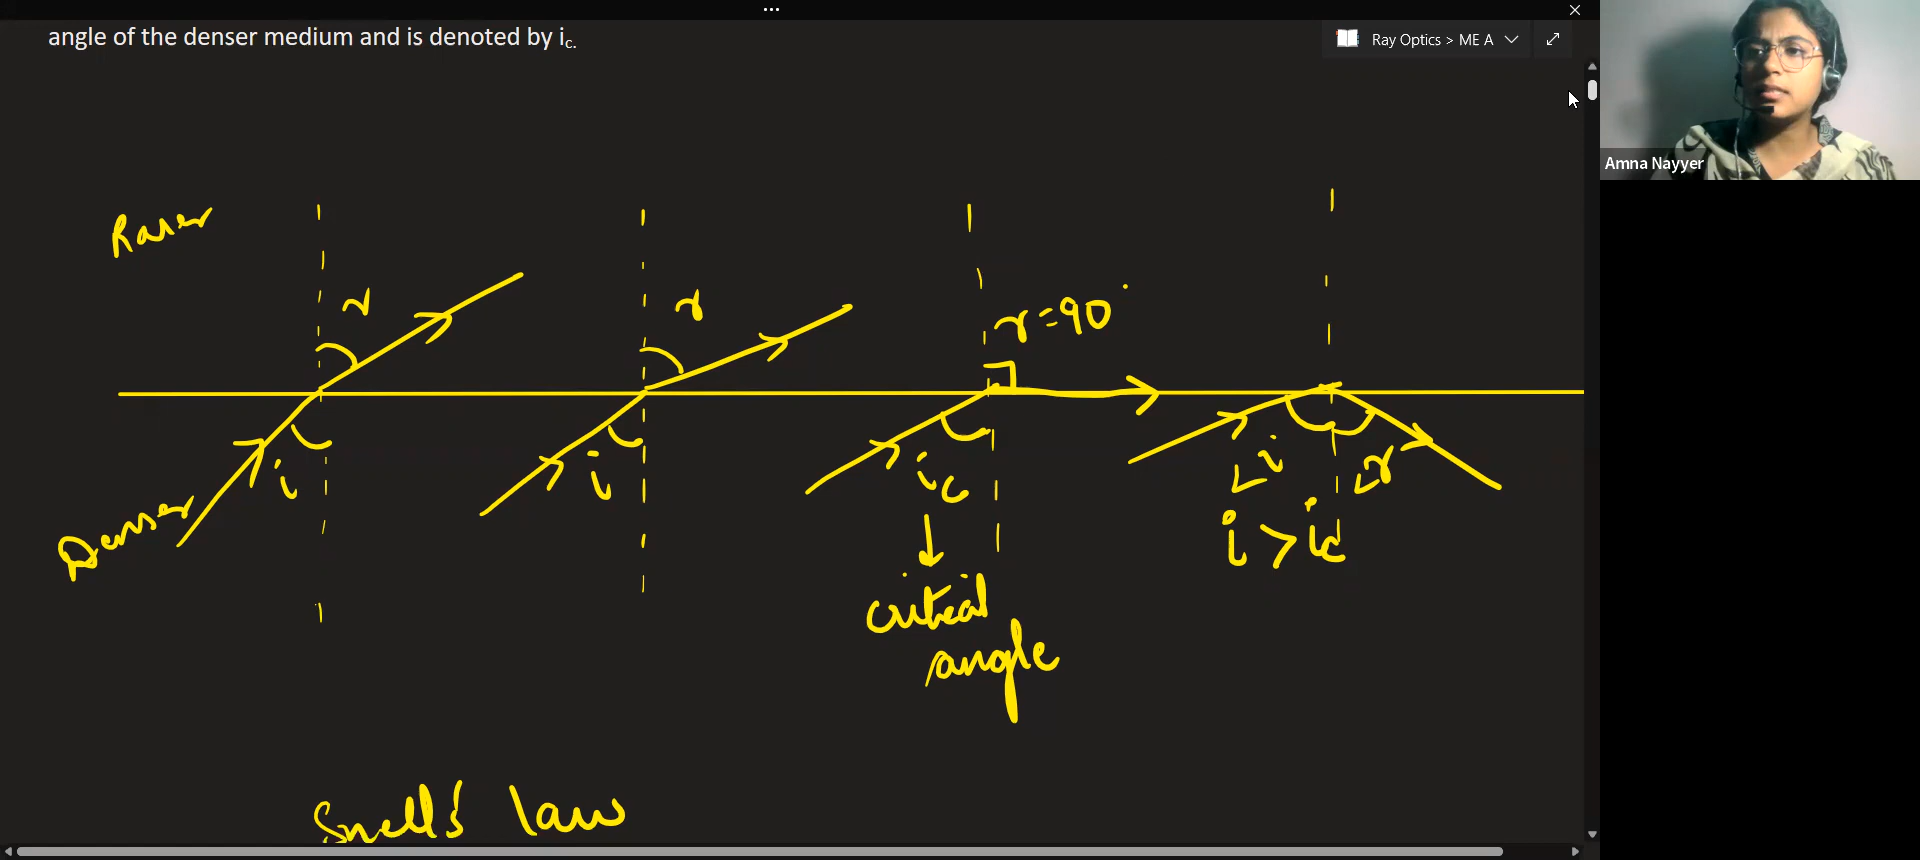 angle of the denser medium and is denoted by ic.
Ray Optics > ME A
Amna Nayyer
Rarer
r
r
r = 90°
i
i
ic
∠i
∠r
Denser
i > ic
critical
angle
Snell's law